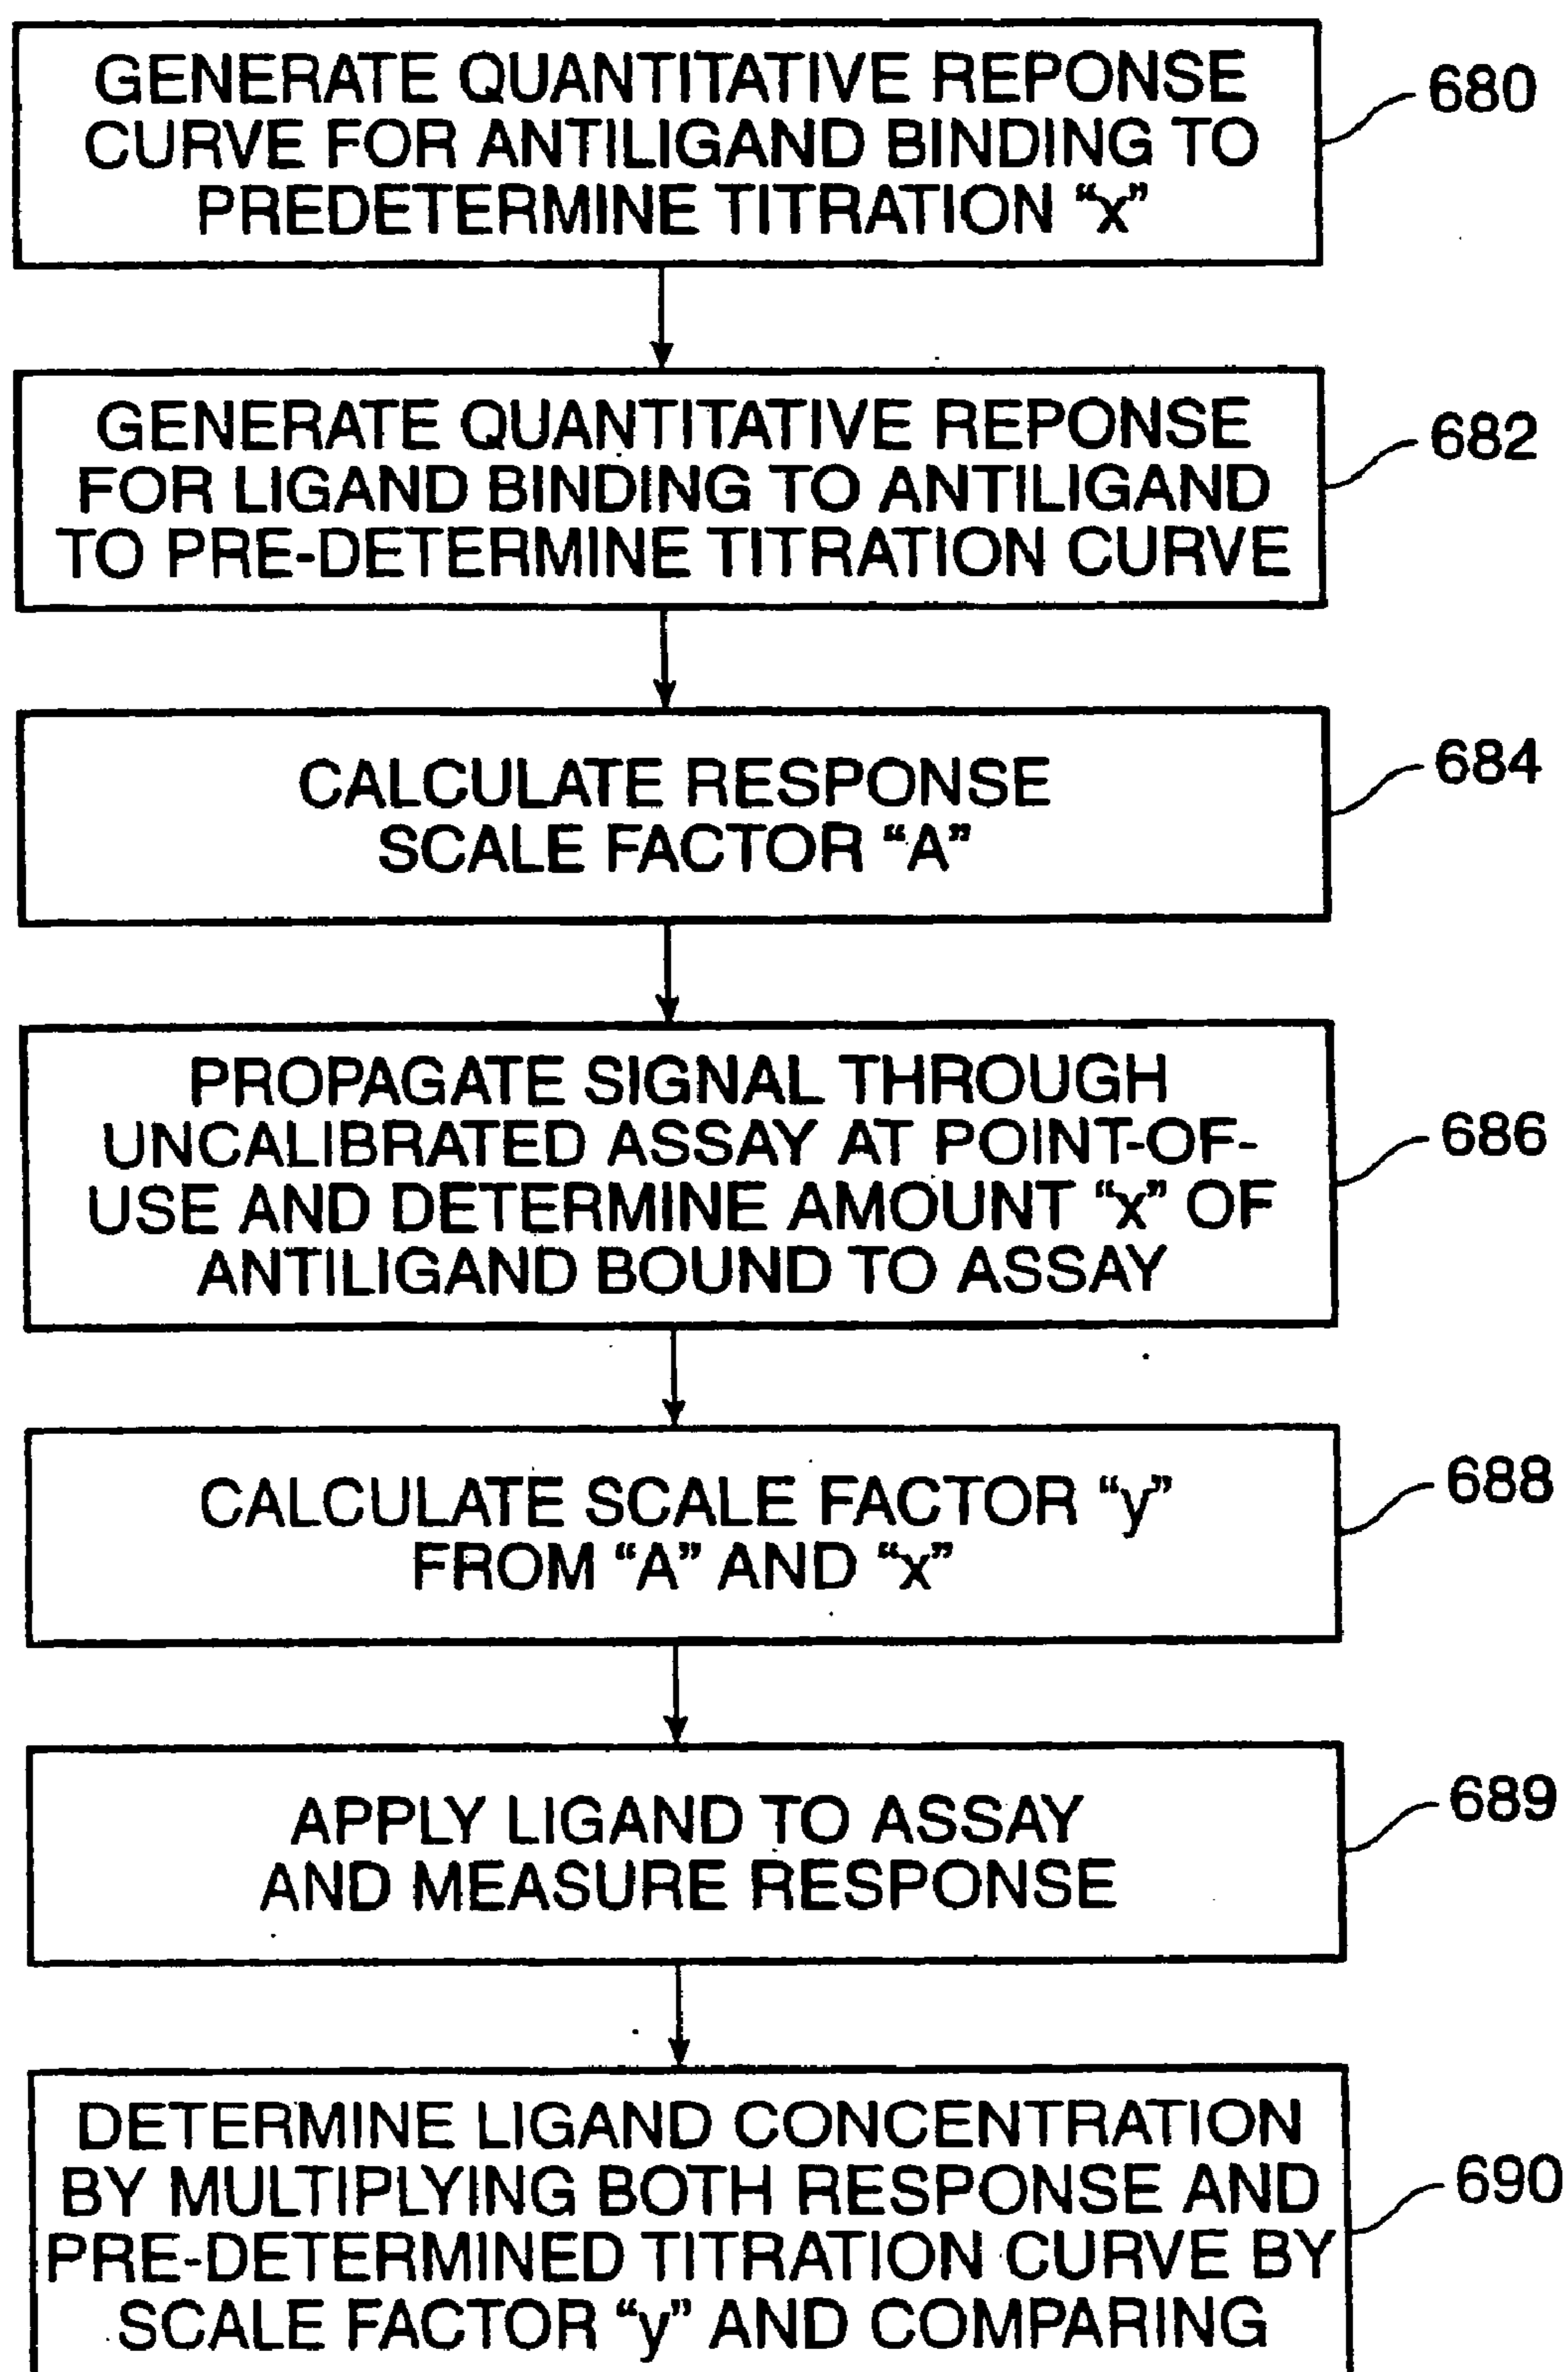 GENERATE QUANTITATIVE REPONSE
CURVE FOR ANTILIGAND BINDING TO
PREDETERMINE TITRATION “x”
680
GENERATE QUANTITATIVE REPONSE
FOR LIGAND BINDING TO ANTILIGAND
TO PRE-DETERMINE TITRATION CURVE
682
CALCULATE RESPONSE
SCALE FACTOR “A”
684
PROPAGATE SIGNAL THROUGH
UNCALIBRATED ASSAY AT POINT-OF-
USE AND DETERMINE AMOUNT “x” OF
ANTILIGAND BOUND TO ASSAY
686
CALCULATE SCALE FACTOR “y”
FROM “A” AND “x”
688
APPLY LIGAND TO ASSAY
AND MEASURE RESPONSE
689
DETERMINE LIGAND CONCENTRATION
BY MULTIPLYING BOTH RESPONSE AND
PRE-DETERMINED TITRATION CURVE BY
SCALE FACTOR “y” AND COMPARING
690